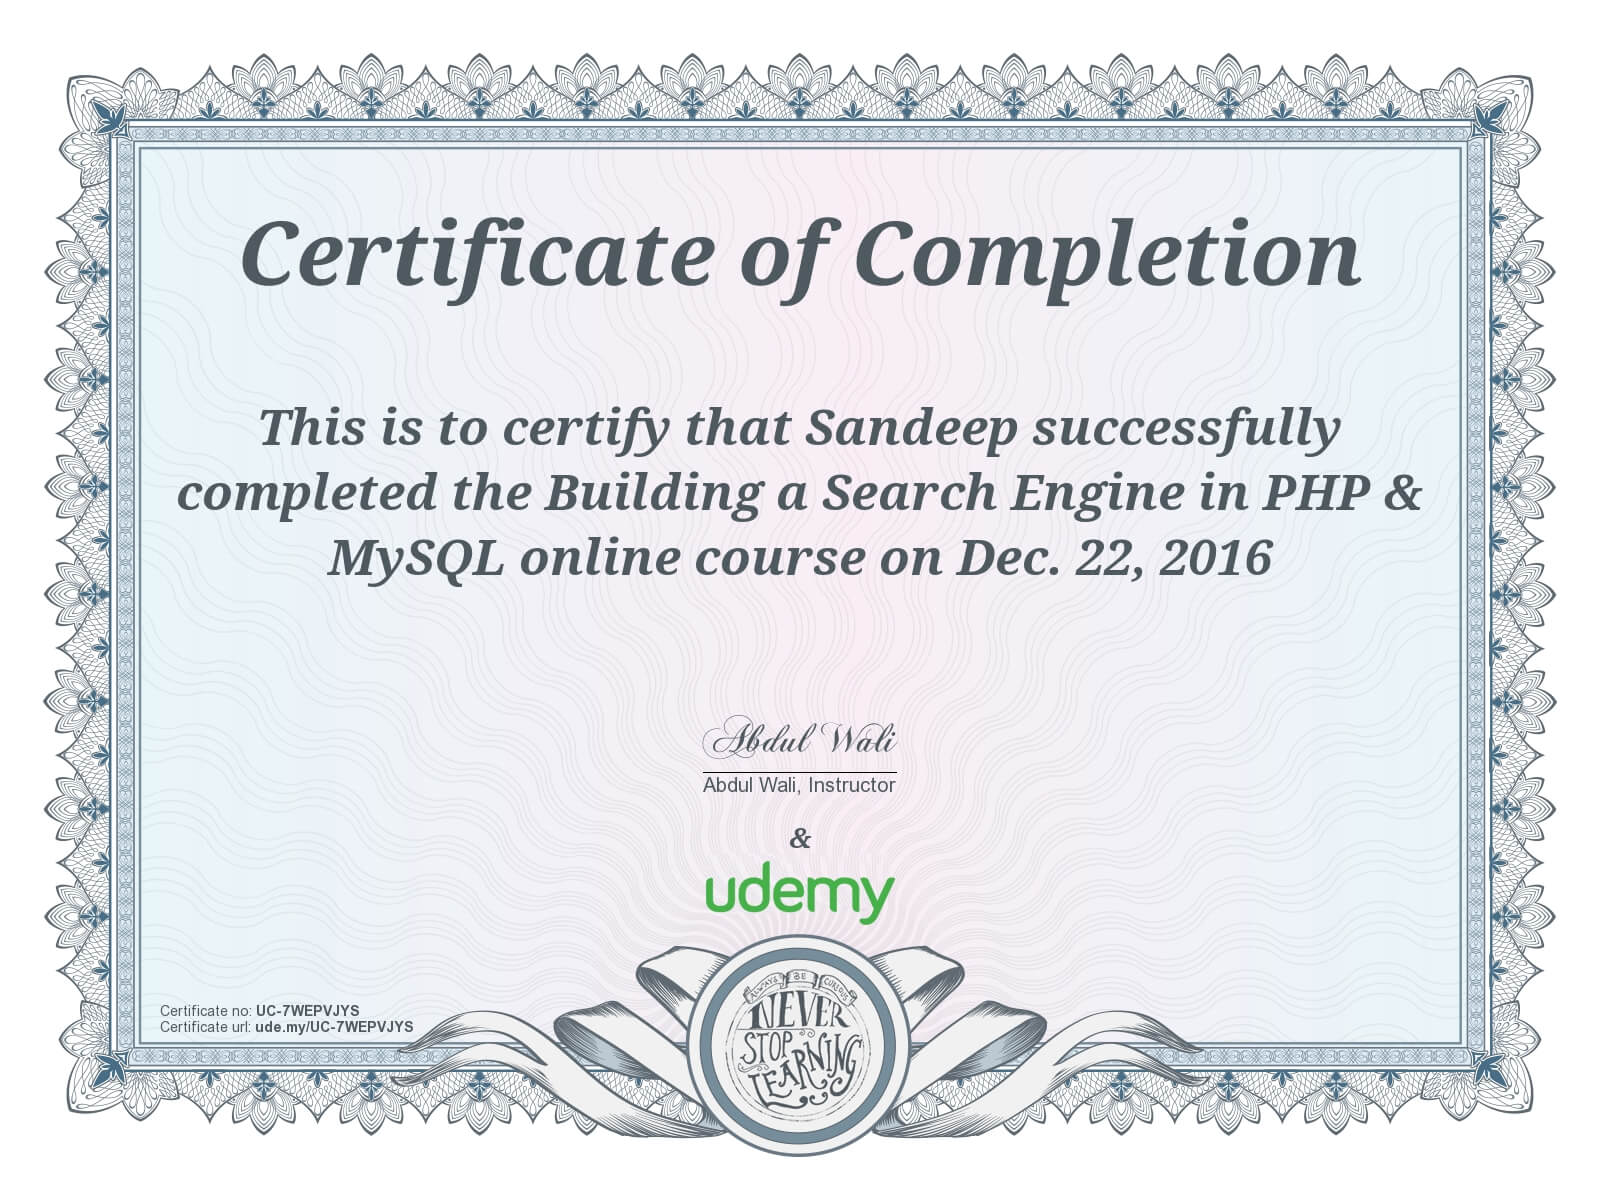 Certificate of Completion
This is to certify that Sandeep successfully
completed the Building a Search Engine in PHP &
MySQL online course on Dec. 22, 2016
Abdul Wali
Abdul Wali, Instructor
&
udemy
Certificate no: UC-7WEPVJYS
Certificate url: ude.my/UC-7WEPVJYS
ALWAYS BE CURIOUS
NEVER
STOP
LEARNING